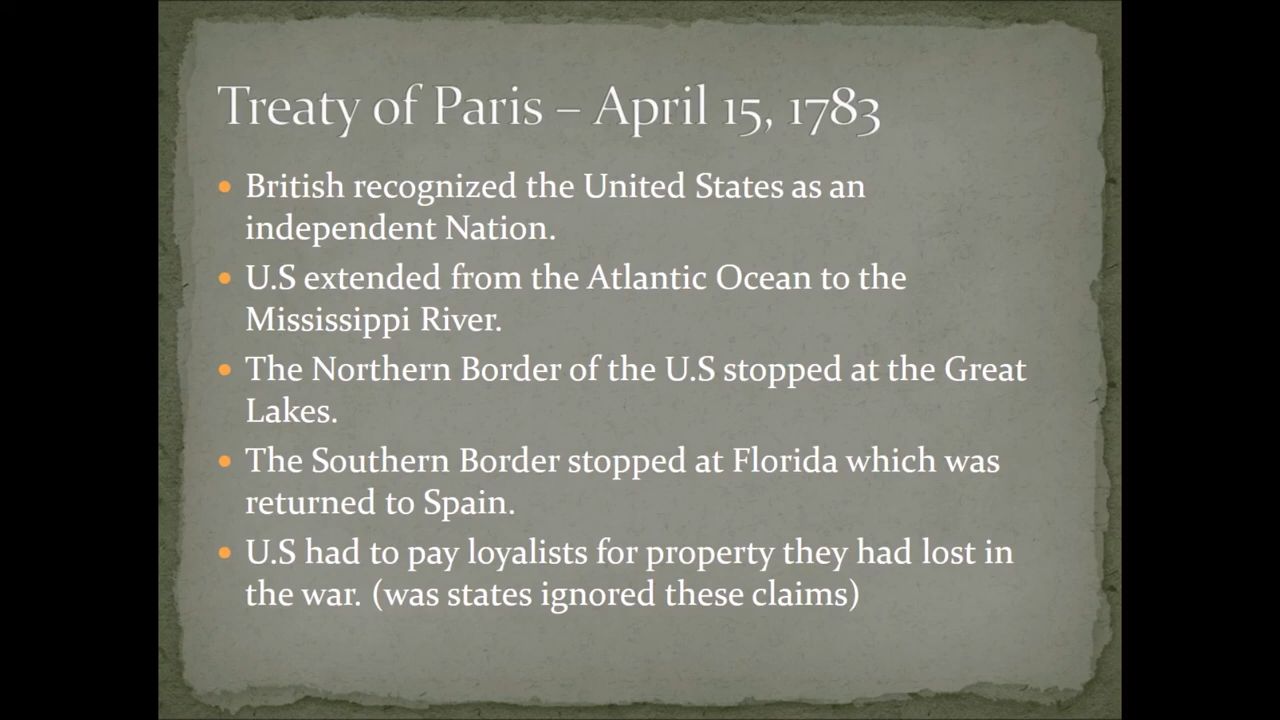 Treaty of Paris – April 15, 1783
• British recognized the United States as an
independent Nation.
• U.S extended from the Atlantic Ocean to the
Mississippi River.
• The Northern Border of the U.S stopped at the Great
Lakes.
• The Southern Border stopped at Florida which was
returned to Spain.
• U.S had to pay loyalists for property they had lost in
the war. (was states ignored these claims)